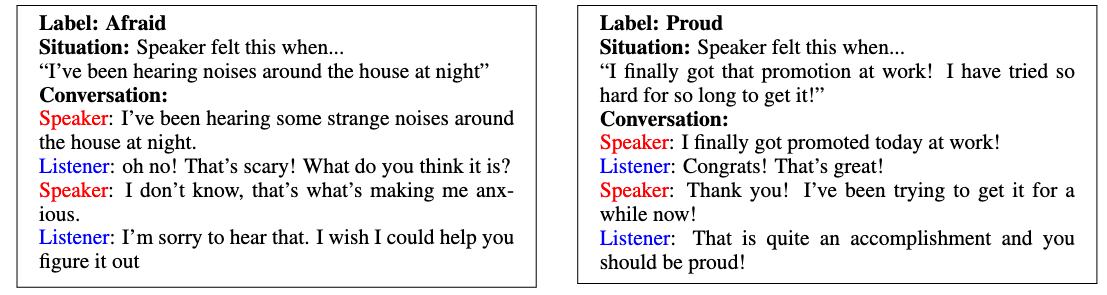 Label: Afraid
Situation: Speaker felt this when...
“I’ve been hearing noises around the house at night”
Conversation:
Speaker: I’ve been hearing some strange noises around
the house at night.
Listener: oh no! That’s scary! What do you think it is?
Speaker: I don’t know, that’s what’s making me anx-
ious.
Listener: I’m sorry to hear that. I wish I could help you
figure it out
Label: Proud
Situation: Speaker felt this when...
“I finally got that promotion at work! I have tried so
hard for so long to get it!”
Conversation:
Speaker: I finally got promoted today at work!
Listener: Congrats! That’s great!
Speaker: Thank you! I’ve been trying to get it for a
while now!
Listener: That is quite an accomplishment and you
should be proud!